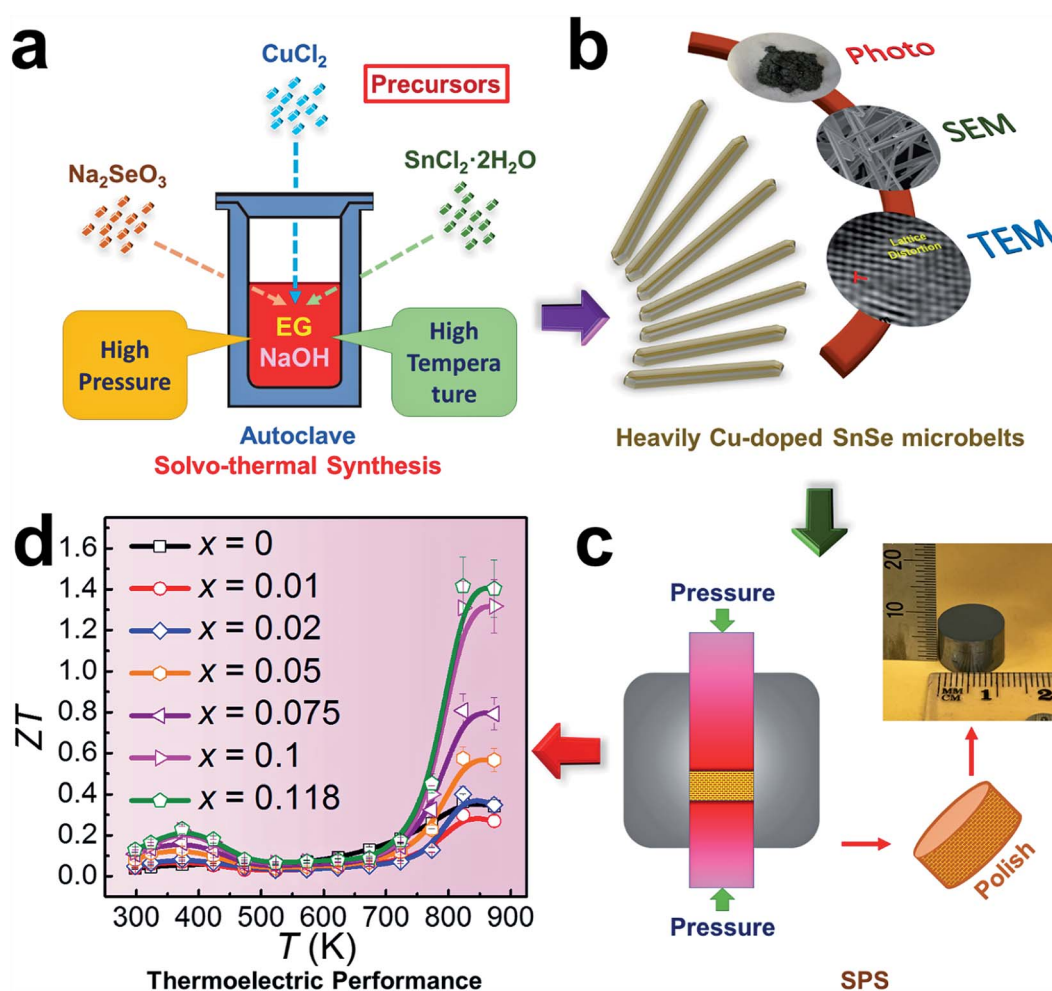 a
CuCl₂
Precursors
Na₂SeO₃
SnCl₂·2H₂O
High
Pressure
EG
NaOH
High
Tempera
ture
Autoclave
Solvo-thermal Synthesis
b
Photo
SEM
TEM
Lattice
Distortion
Heavily Cu-doped SnSe microbelts
c
Pressure
Pressure
20
10
MM
CM
1
2
Polish
SPS
d
x = 0
x = 0.01
x = 0.02
x = 0.05
x = 0.075
x = 0.1
x = 0.118
ZT
1.6
1.4
1.2
1.0
0.8
0.6
0.4
0.2
0.0
300 400 500 600 700 800 900
T (K)
Thermoelectric Performance